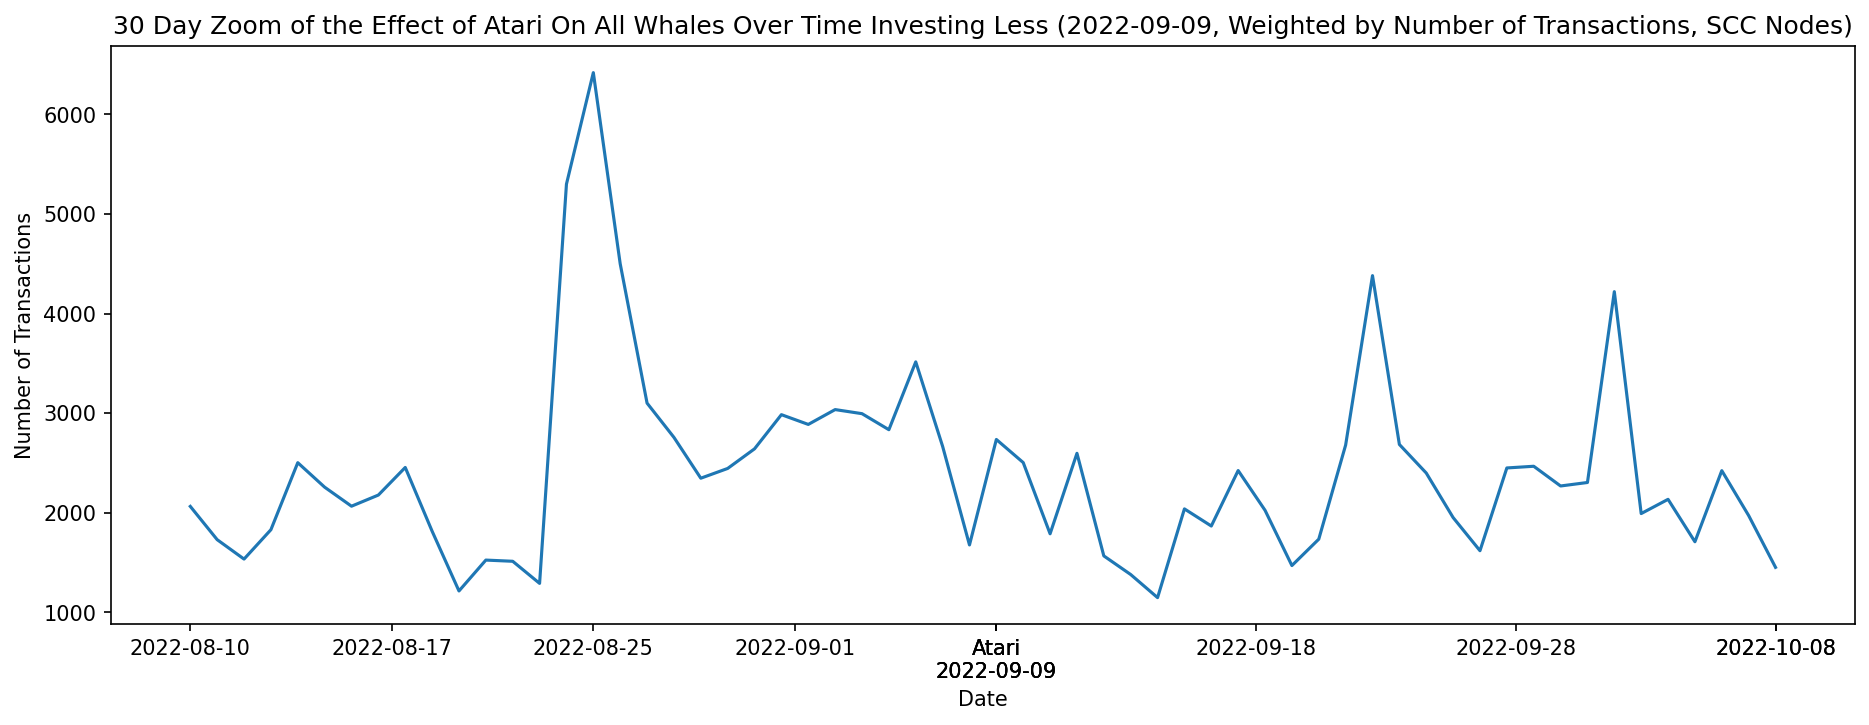 30 Day Zoom of the Effect of Atari On All Whales Over Time Investing Less (2022-09-09, Weighted by Number of Transactions, SCC Nodes)
6000
5000
4000
3000
2000
1000
Number of Transactions
2022-08-10 2022-08-17 2022-08-25 2022-09-01 Atari 2022-09-18 2022-09-28 2022-10-08
2022-09-09
Date